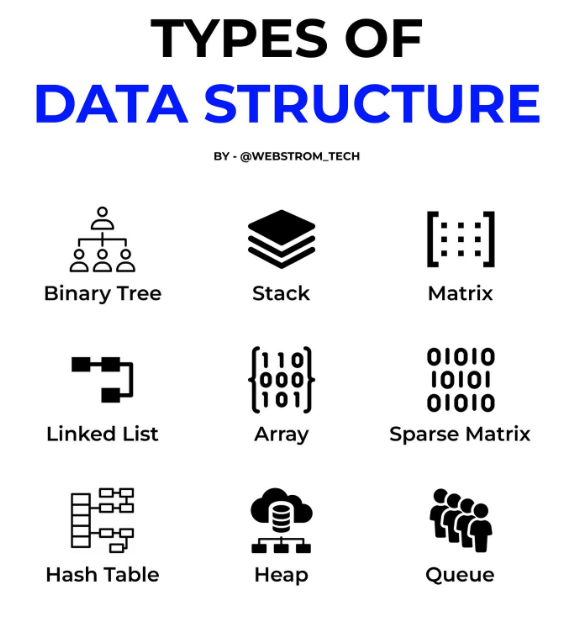 TYPES OF
DATA STRUCTURE
BY - @WEBSTROM_TECH
Binary Tree
Stack
Matrix
110
000
101
01010
10101
01010
Linked List
Array
Sparse Matrix
Hash Table
Heap
Queue